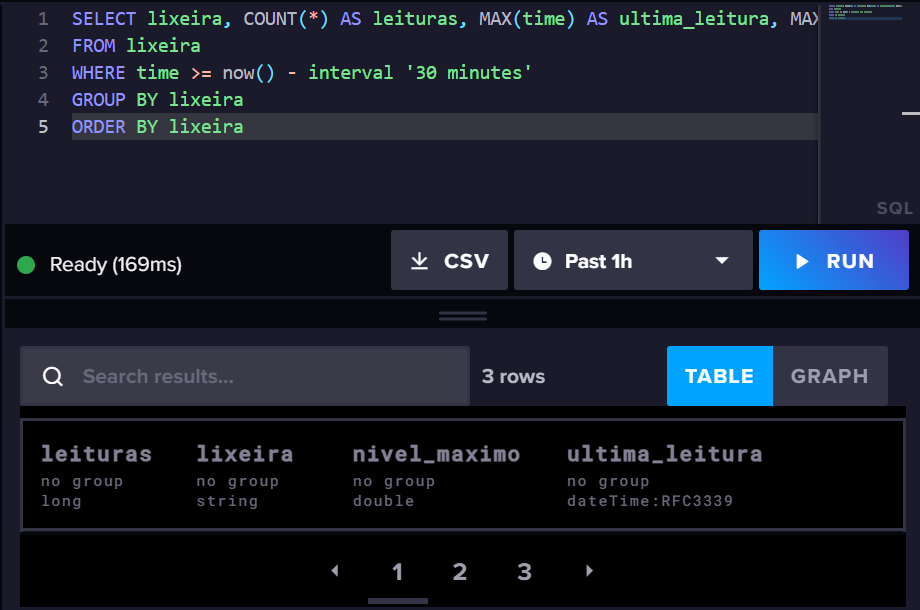 1 SELECT lixeira, COUNT(*) AS leituras, MAX(time) AS ultima_leitura, MAX
2 FROM lixeira
3 WHERE time >= now() - interval '30 minutes'
4 GROUP BY lixeira
5 ORDER BY lixeira
SQL
Ready (169ms)
CSV
Past 1h
RUN
Search results...
3 rows
TABLE
GRAPH
leituras lixeira nivel_maximo ultima_leitura
no group no group no group no group
long string double dateTime:RFC3339
1 2 3